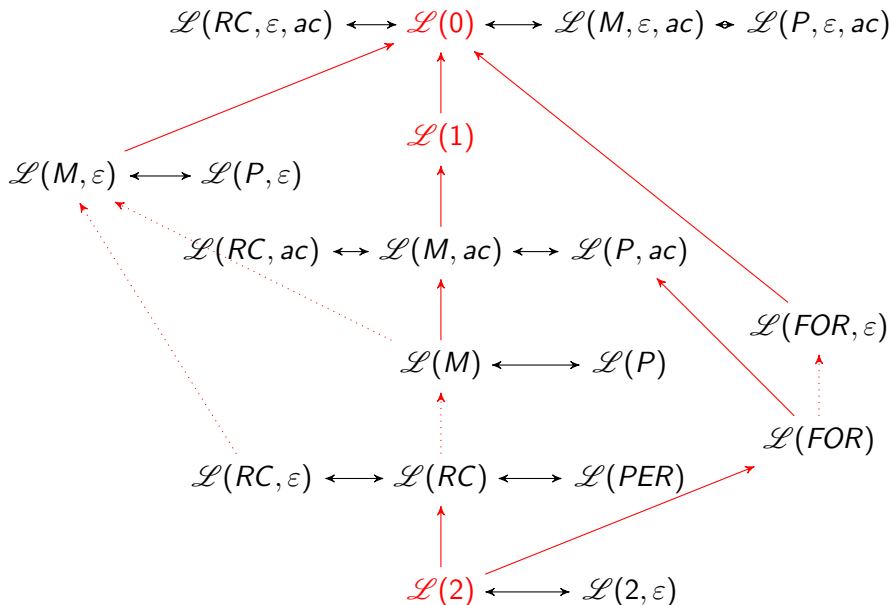 ℒ(RC, ε, ac) ℒ(0) ℒ(M, ε, ac) ℒ(P, ε, ac)
ℒ(1)
ℒ(M, ε) ℒ(P, ε)
ℒ(RC, ac) ℒ(M, ac) ℒ(P, ac)
ℒ(FOR, ε)
ℒ(M) ℒ(P)
ℒ(FOR)
ℒ(RC, ε) ℒ(RC) ℒ(PER)
ℒ(2) ℒ(2, ε)